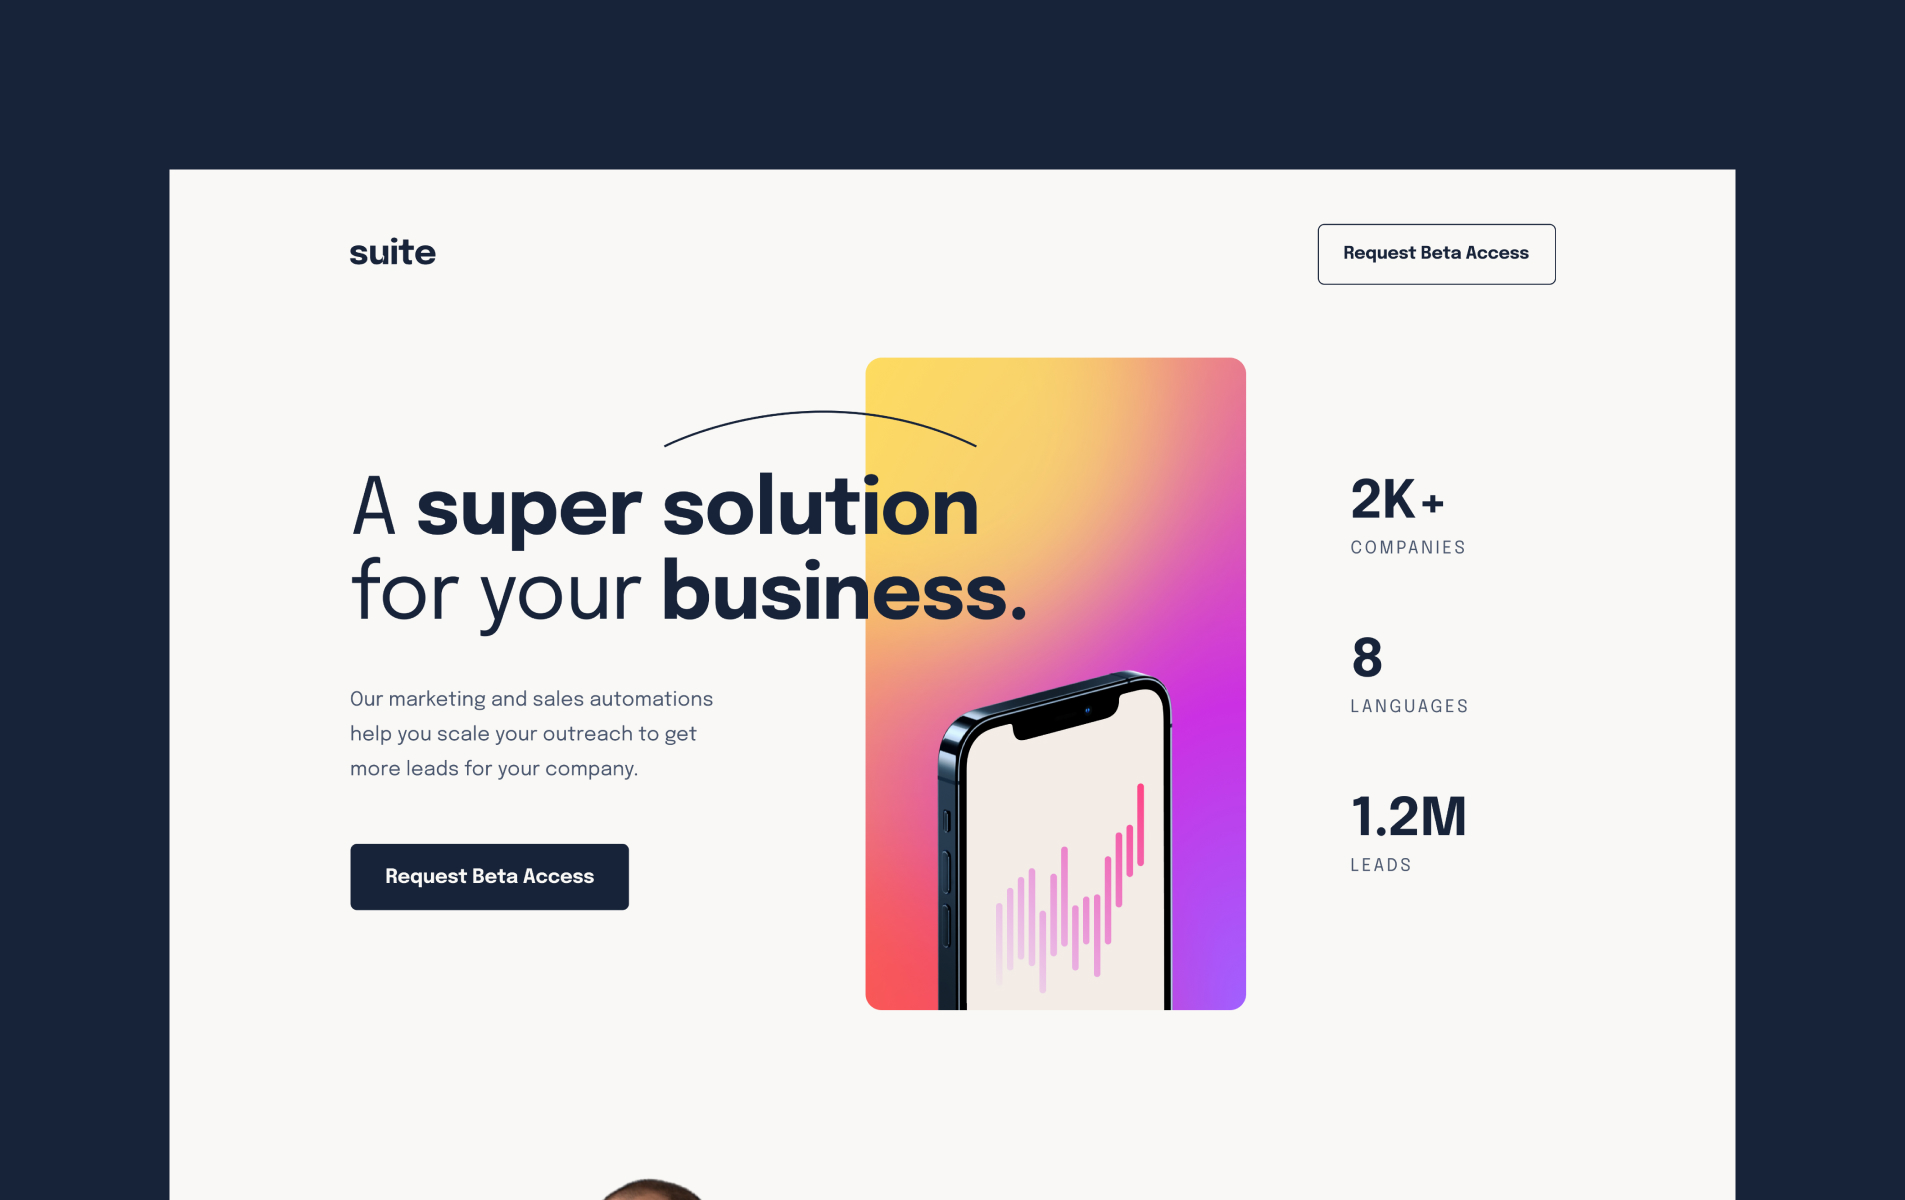 suite
Request Beta Access
A super solution
for your business.
Our marketing and sales automations
help you scale your outreach to get
more leads for your company.
Request Beta Access
2K+
COMPANIES
8
LANGUAGES
1.2M
LEADS